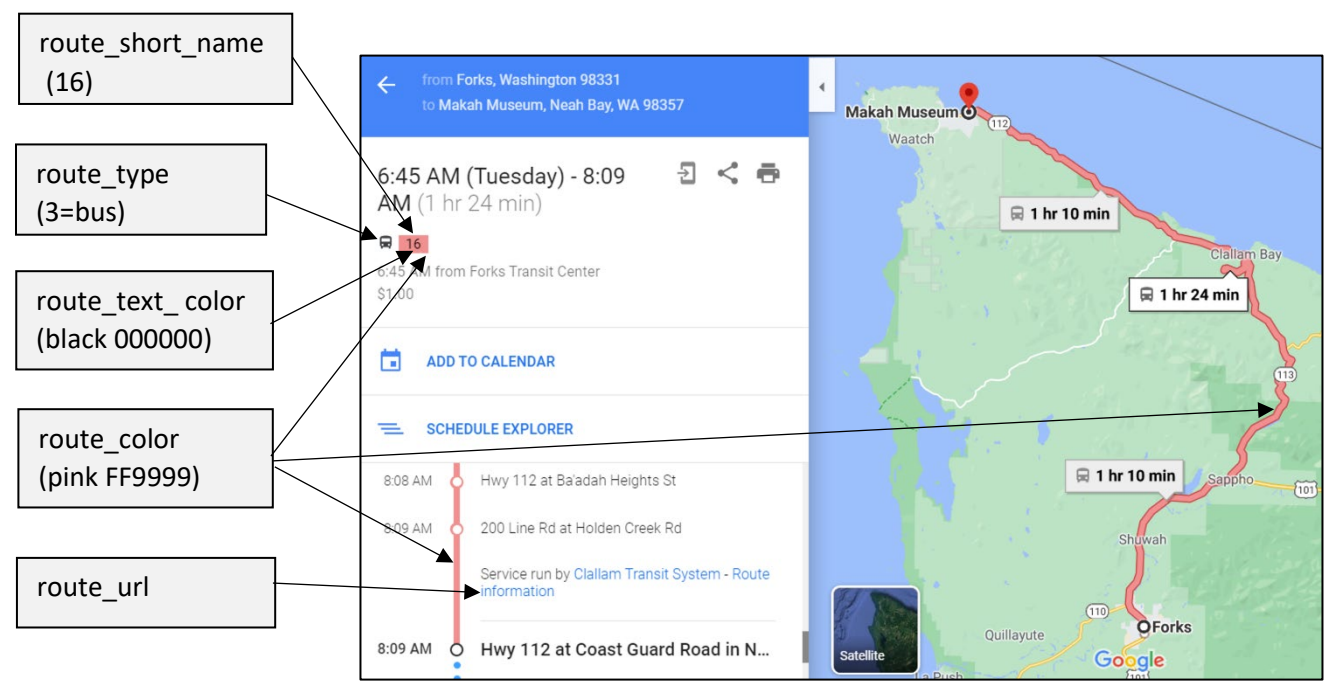 route_short_name
(16)
route_type
(3=bus)
route_text_ color
(black 000000)
route_color
(pink FF9999)
route_url
from Forks, Washington 98331
to Makah Museum, Neah Bay, WA 98357
6:45 AM (Tuesday) - 8:09
AM (1 hr 24 min)
16
6:45 AM from Forks Transit Center
$1.00
ADD TO CALENDAR
SCHEDULE EXPLORER
8:08 AM Hwy 112 at Ba'adah Heights St
8:09 AM 200 Line Rd at Holden Creek Rd
Service run by Clallam Transit System - Route
information
8:09 AM Hwy 112 at Coast Guard Road in N...
Makah Museum
112
Waatch
1 hr 10 min
Clallam Bay
1 hr 24 min
113
1 hr 10 min
Sappho
101
101
Shuwah
110
Forks
Quillayute
Satellite
Google
La Push
101